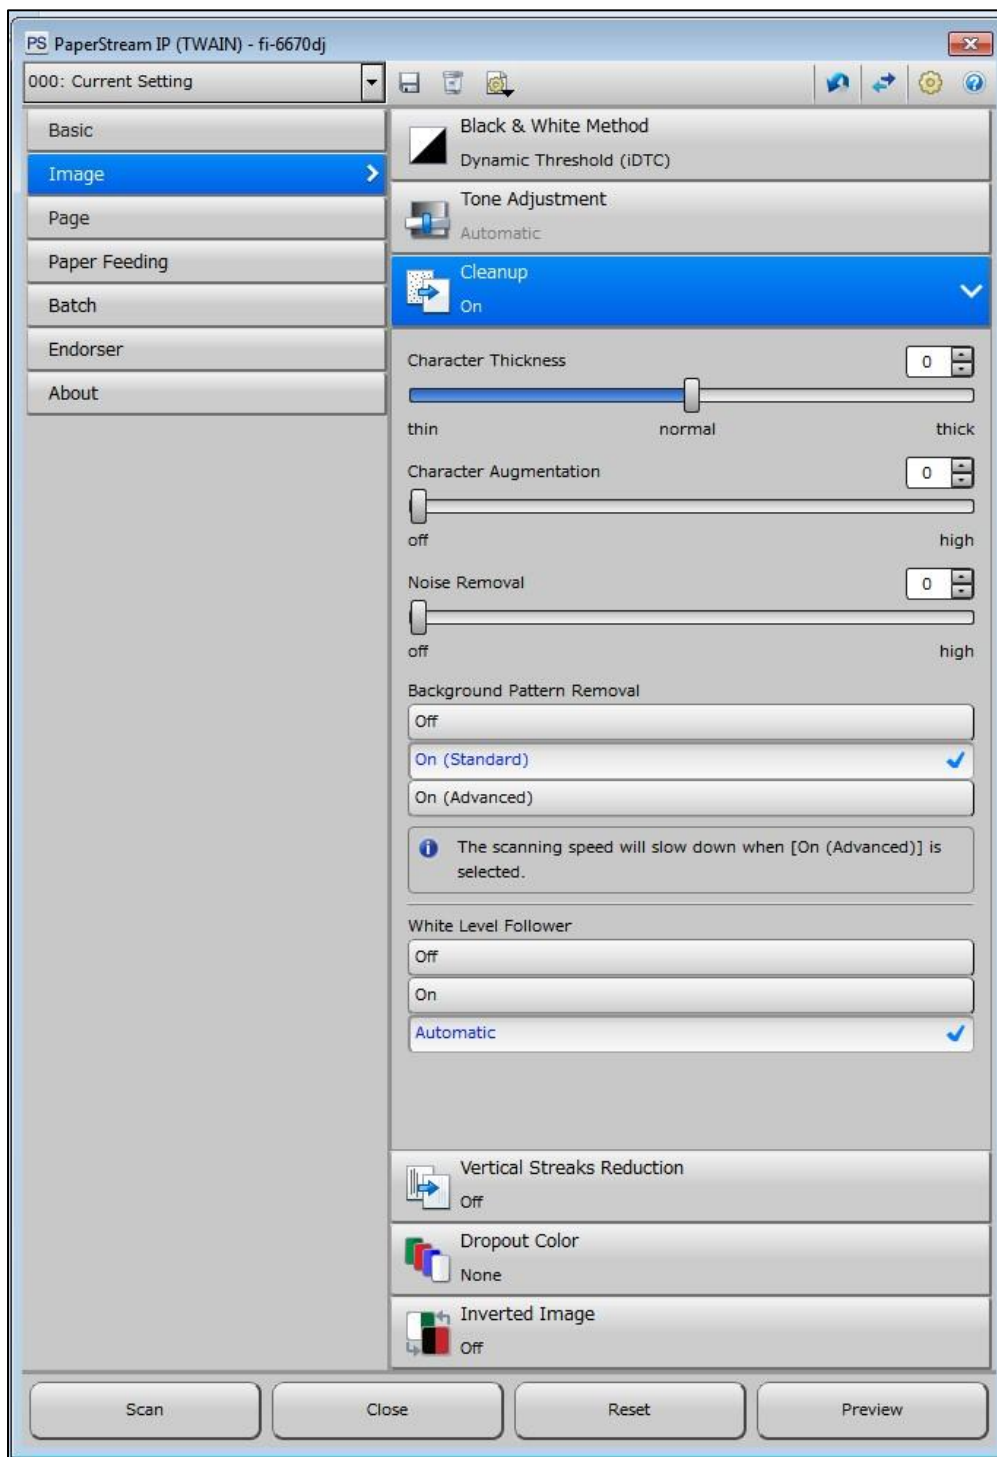 PS PaperStream IP (TWAIN) - fi-6670dj
000: Current Setting
Basic
Image
Page
Paper Feeding
Batch
Endorser
About
Black & White Method
Dynamic Threshold (iDTC)
Tone Adjustment
Automatic
Cleanup
On
Character Thickness 0
thin normal thick
Character Augmentation 0
off high
Noise Removal 0
off high
Background Pattern Removal
Off
On (Standard)
On (Advanced)
The scanning speed will slow down when [On (Advanced)] is
selected.
White Level Follower
Off
On
Automatic
Vertical Streaks Reduction
Off
Dropout Color
None
Inverted Image
Off
Scan Close Reset Preview